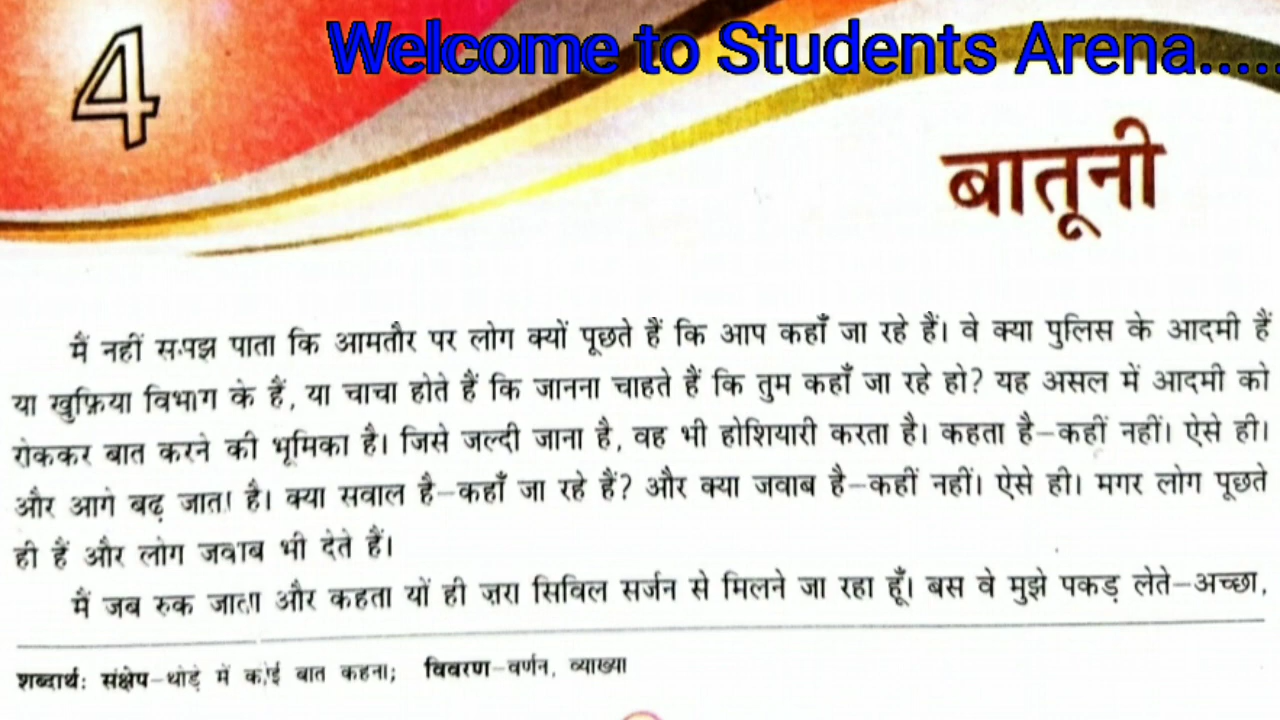 4
Welcome to Students Arena.....
बातूनी
मैं नहीं समझ पाता कि आमतौर पर लोग क्यों पूछते हैं कि आप कहाँ जा रहे हैं। वे क्या पुलिस के आदमी हैं
या खुफ़िया विभाग के हैं, या चाचा होते हैं कि जानना चाहते हैं कि तुम कहाँ जा रहे हो? यह असल में आदमी को
रोककर बात करने की भूमिका है। जिसे जल्दी जाना है, वह भी होशियारी करता है। कहता है–कहीं नहीं। ऐसे ही।
और आगे बढ़ जाता है। क्या सवाल है–कहाँ जा रहे हैं? और क्या जवाब है–कहीं नहीं। ऐसे ही। मगर लोग पूछते
ही हैं और लोग जवाब भी देते हैं।
मैं जब रुक जाता और कहता यों ही ज़रा सिविल सर्जन से मिलने जा रहा हूँ। बस वे मुझे पकड़ लेते–अच्छा,
शब्दार्थ: संक्षेप–थोड़े में कोई बात कहना; विवरण–वर्णन, व्याख्या